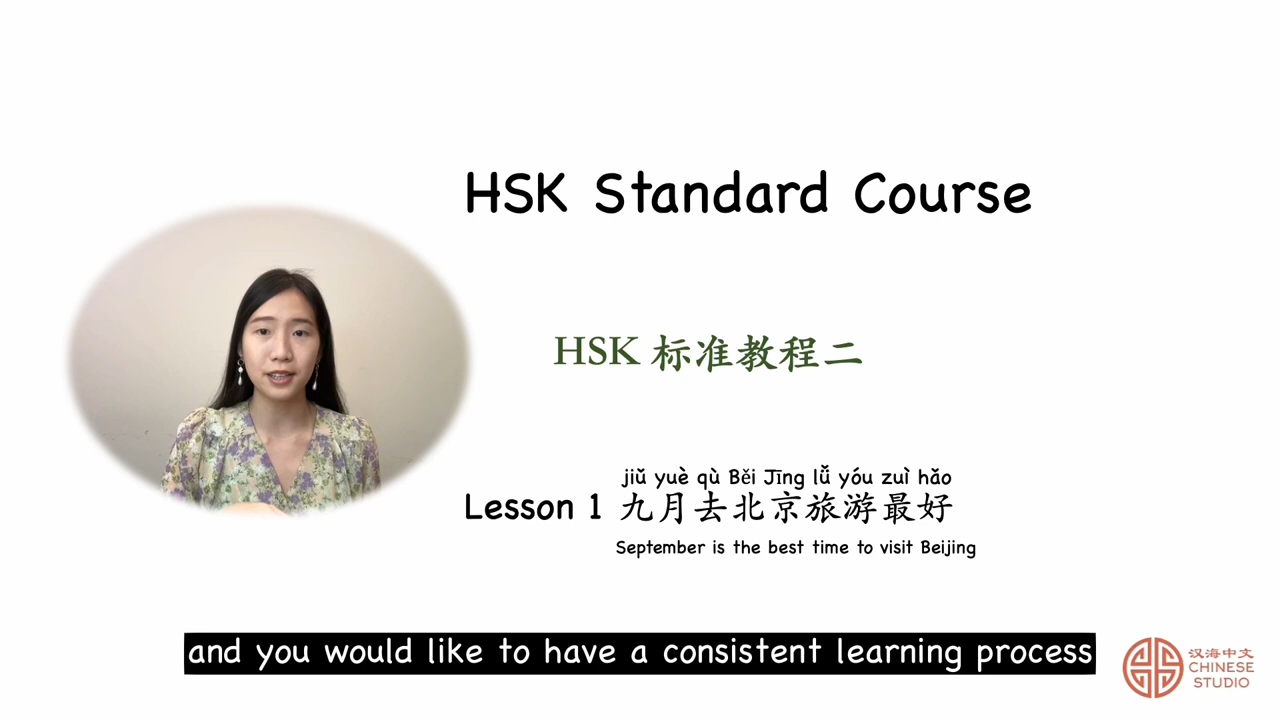 HSK Standard Course
HSK 标准教程二
jiǔ yuè qù Běi Jīng lǚ yóu zuì hǎo
Lesson 1 九月去北京旅游最好
September is the best time to visit Beijing
and you would like to have a consistent learning process
汉海中文
CHINESE
STUDIO